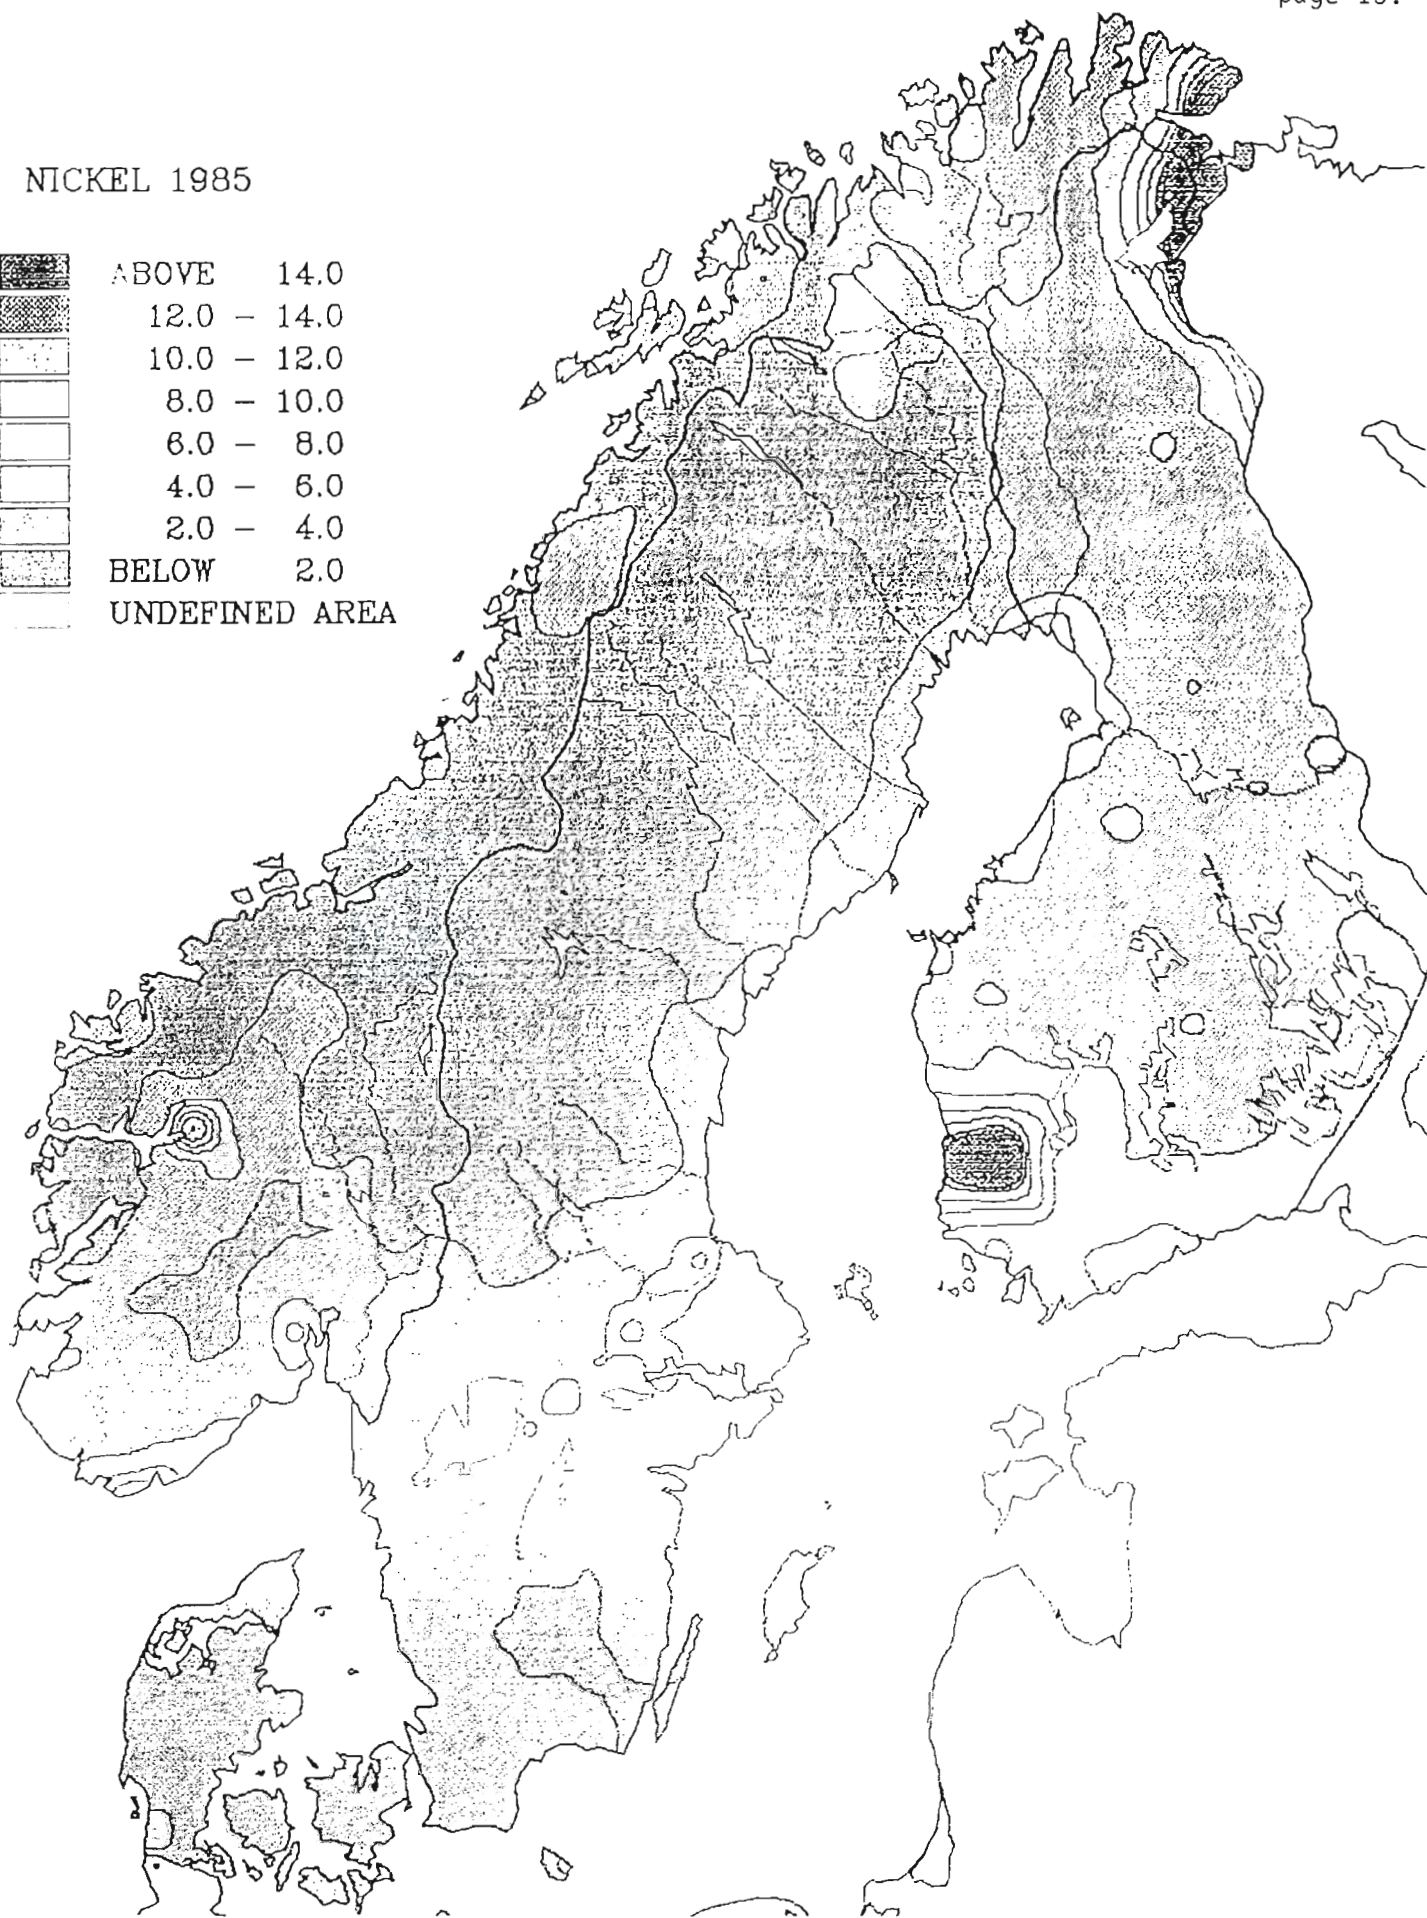 NICKEL 1985
ABOVE 14.0
12.0 – 14.0
10.0 – 12.0
8.0 – 10.0
6.0 – 8.0
4.0 – 6.0
2.0 – 4.0
BELOW 2.0
UNDEFINED AREA